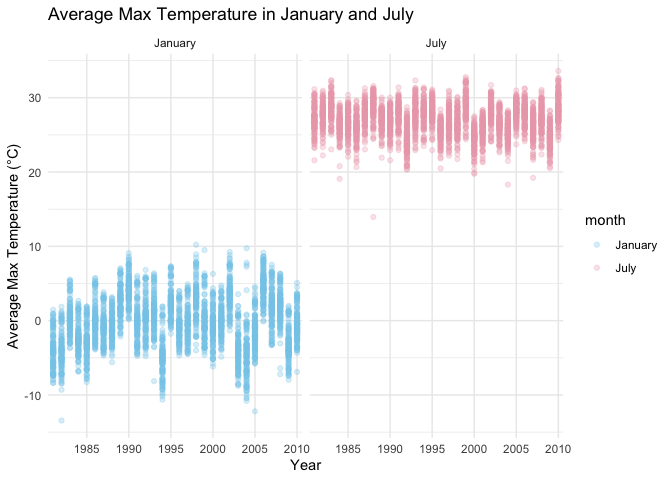 Average Max Temperature in January and July
January July
Average Max Temperature (°C)
30
20
10
0
-10
1985 1990 1995 2000 2005 2010 1985 1990 1995 2000 2005 2010
Year
month
January
July